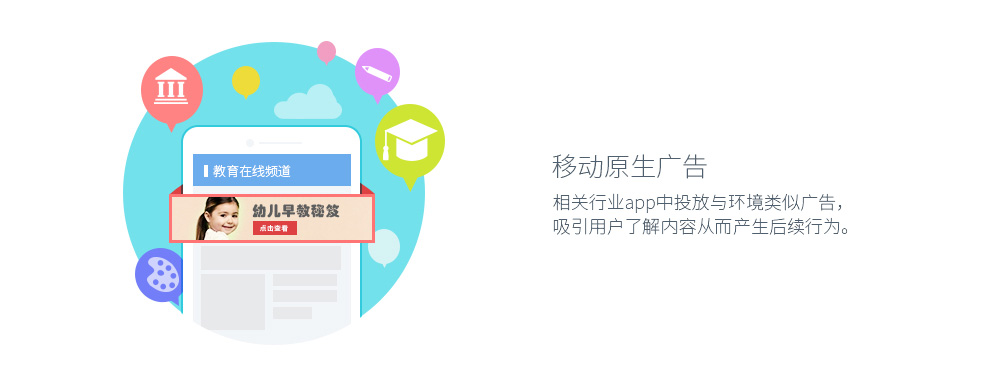 教育在线频道
幼儿早教秘笈
点击查看
移动原生广告
相关行业app中投放与环境类似广告，
吸引用户了解内容从而产生后续行为。